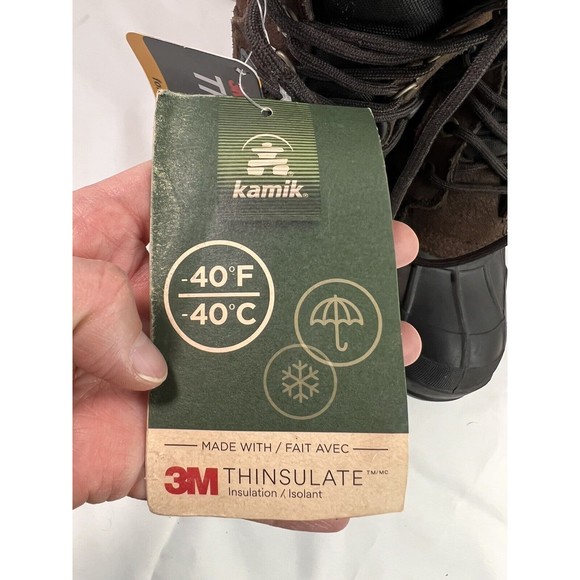 kamik®
-40°F
-40°C
MADE WITH / FAIT AVEC
3M THINSULATE TM/MC
Insulation / Isolant